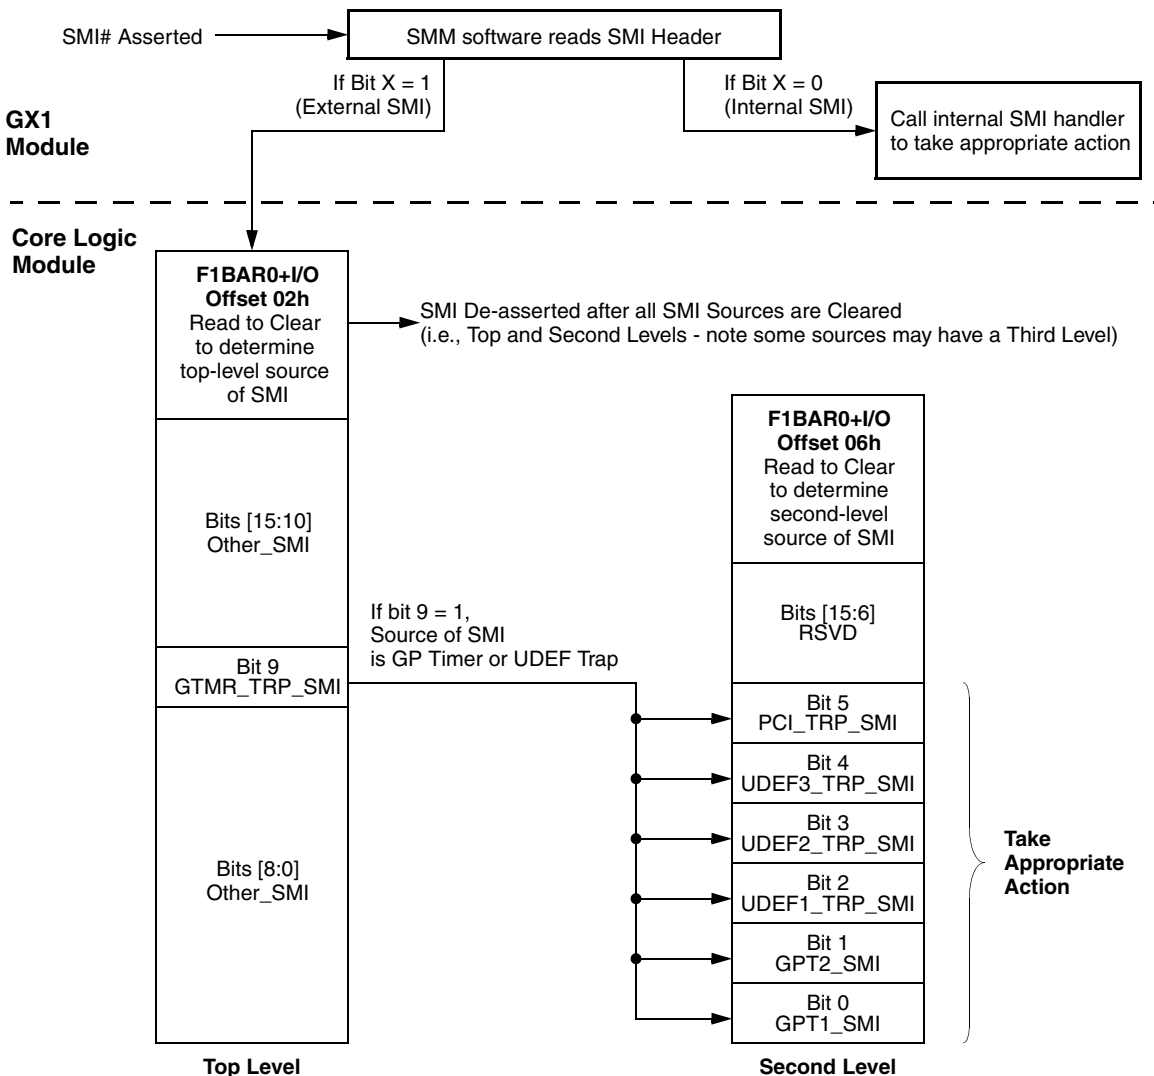 SMI# Asserted
SMM software reads SMI Header
If Bit X = 1
(External SMI)
If Bit X = 0
(Internal SMI)
Call internal SMI handler
to take appropriate action
GX1
Module
Core Logic
Module
F1BAR0+I/O
Offset 02h
Read to Clear
to determine
top-level source
of SMI
SMI De-asserted after all SMI Sources are Cleared
(i.e., Top and Second Levels - note some sources may have a Third Level)
Bits [15:10]
Other_SMI
If bit 9 = 1,
Source of SMI
is GP Timer or UDEF Trap
Bit 9
GTMR_TRP_SMI
Bits [8:0]
Other_SMI
Top Level
F1BAR0+I/O
Offset 06h
Read to Clear
to determine
second-level
source of SMI
Bits [15:6]
RSVD
Bit 5
PCI_TRP_SMI
Bit 4
UDEF3_TRP_SMI
Bit 3
UDEF2_TRP_SMI
Bit 2
UDEF1_TRP_SMI
Bit 1
GPT2_SMI
Bit 0
GPT1_SMI
Second Level
Take
Appropriate
Action